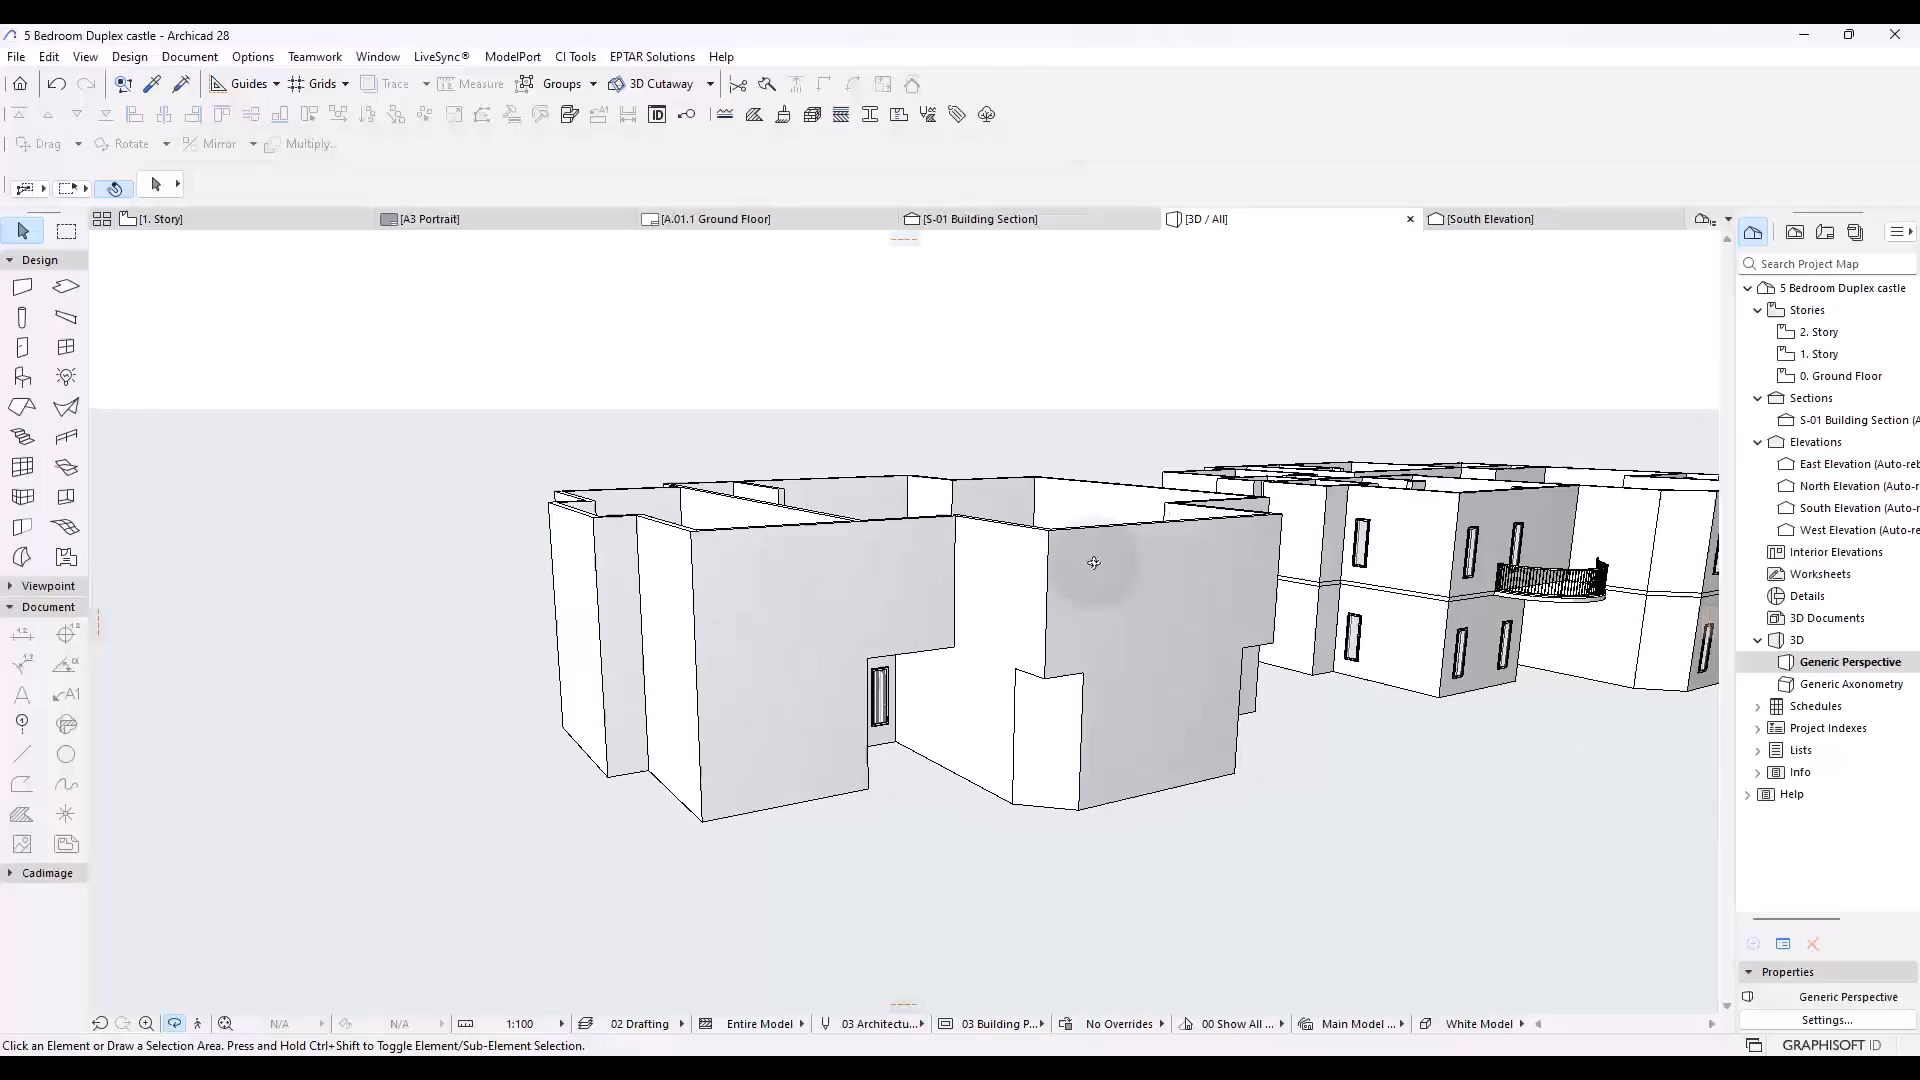 5 Bedroom Duplex castle - Archicad 28
File Edit View Design Document Options Teamwork Window LiveSync® ModelPort CI Tools EPTAR Solutions Help
Guides Grids Trace Measure Groups 3D Cutaway
ID
Drag Rotate Mirror Multiply...
[1. Story] [A3 Portrait] [A.01.1 Ground Floor] [S-01 Building Section] [3D / All] [South Elevation]
Design
Viewpoint
Document
1.2
A A1
Cadimage
Search Project Map
5 Bedroom Duplex castle
Stories
2. Story
1. Story
0. Ground Floor
Sections
S-01 Building Section (A
Elevations
East Elevation (Auto-reb
North Elevation (Auto-r
South Elevation (Auto-re
West Elevation (Auto-re
Interior Elevations
Worksheets
Details
3D Documents
3D
Generic Perspective
Generic Axonometry
Schedules
Project Indexes
Lists
Info
Help
Properties
Generic Perspective
Settings...
N/A N/A 1:100 02 Drafting Entire Model 03 Architectu... 03 Building P... No Overrides 00 Show All ... Main Model ... White Model
Click an Element or Draw a Selection Area. Press and Hold Ctrl+Shift to Toggle Element/Sub-Element Selection.
GRAPHISOFT ID